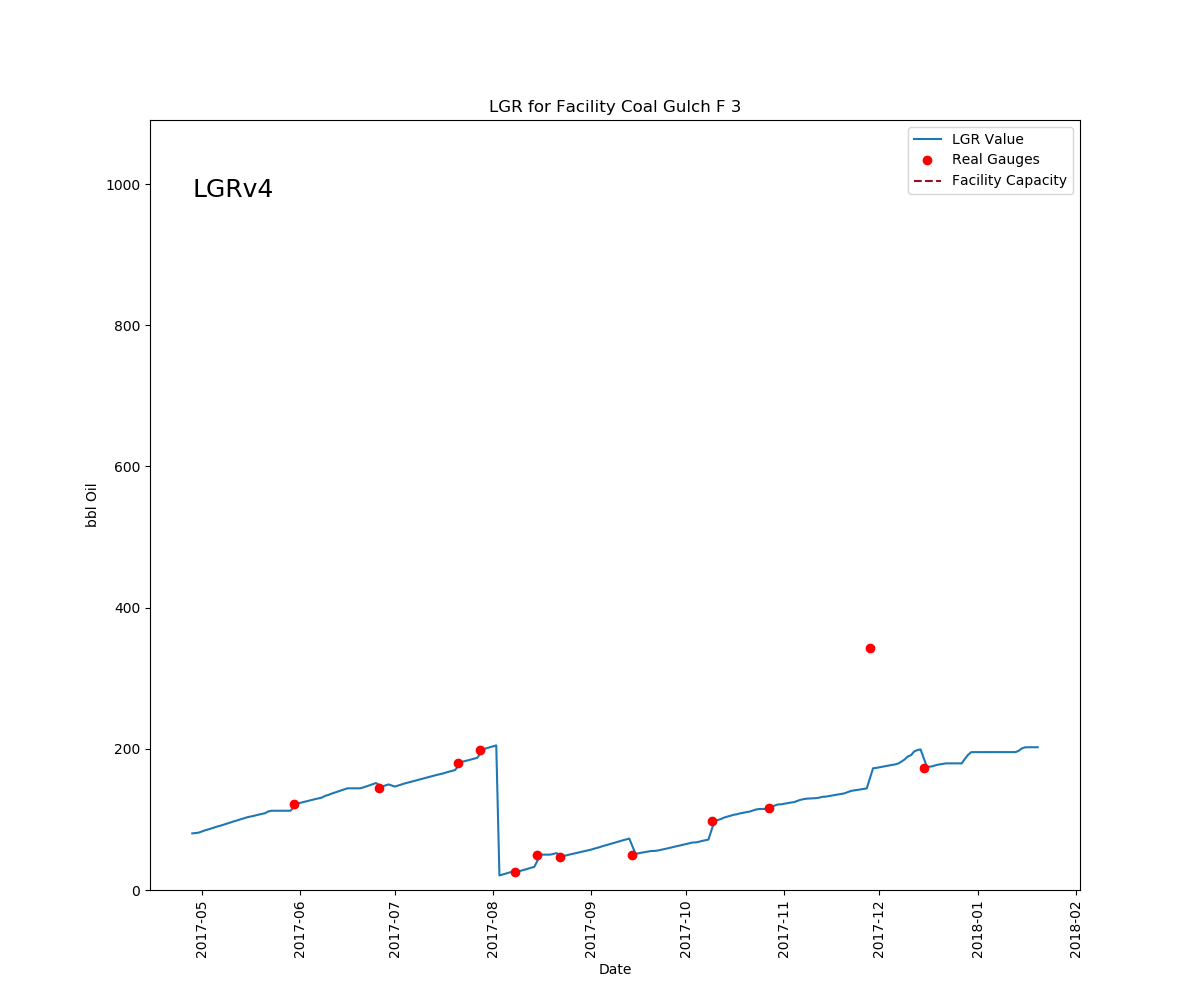 LGR for Facility Coal Gulch F 3
LGRv4
LGR Value
Real Gauges
Facility Capacity
bbl Oil
1000
800
600
400
200
0
2017-05
2017-06
2017-07
2017-08
2017-09
2017-10
2017-11
2017-12
2018-01
2018-02
Date